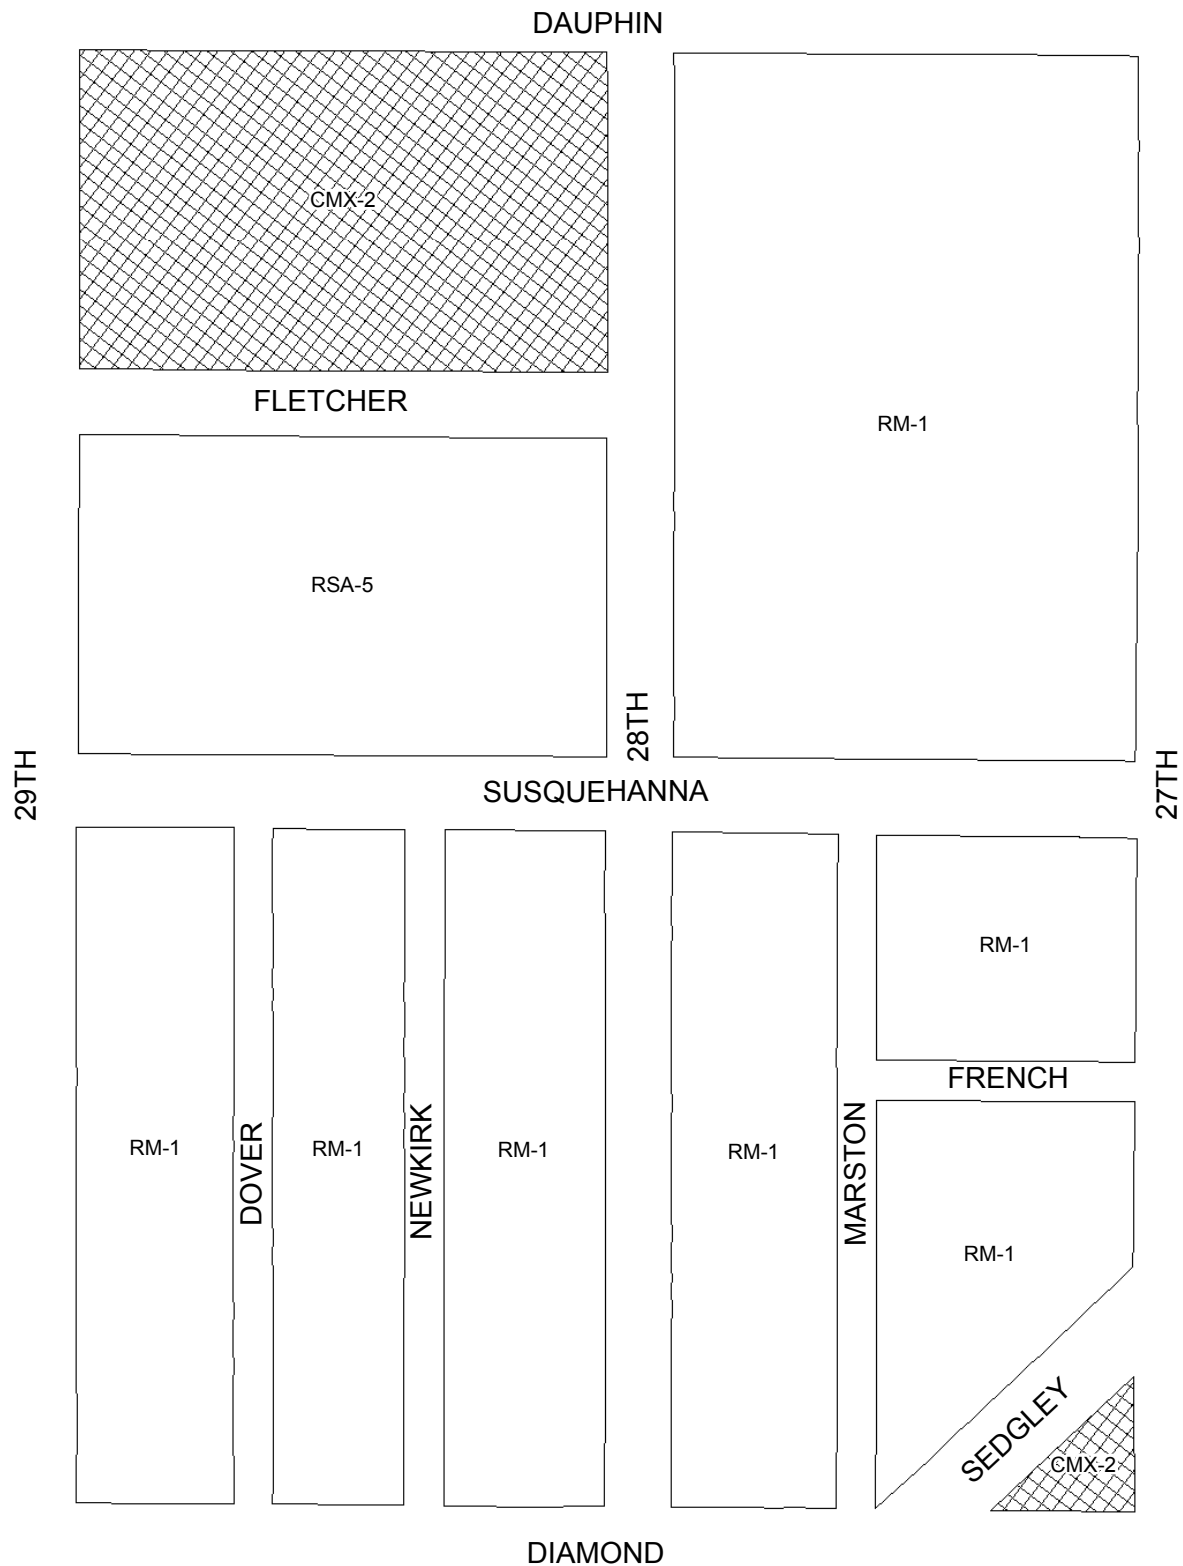 DAUPHIN
CMX-2
FLETCHER
RM-1
RSA-5
28TH
29TH
27TH
SUSQUEHANNA
RM-1
FRENCH
RM-1
DOVER
RM-1
NEWKIRK
RM-1
RM-1
MARSTON
RM-1
SEDGLEY
CMX-2
DIAMOND